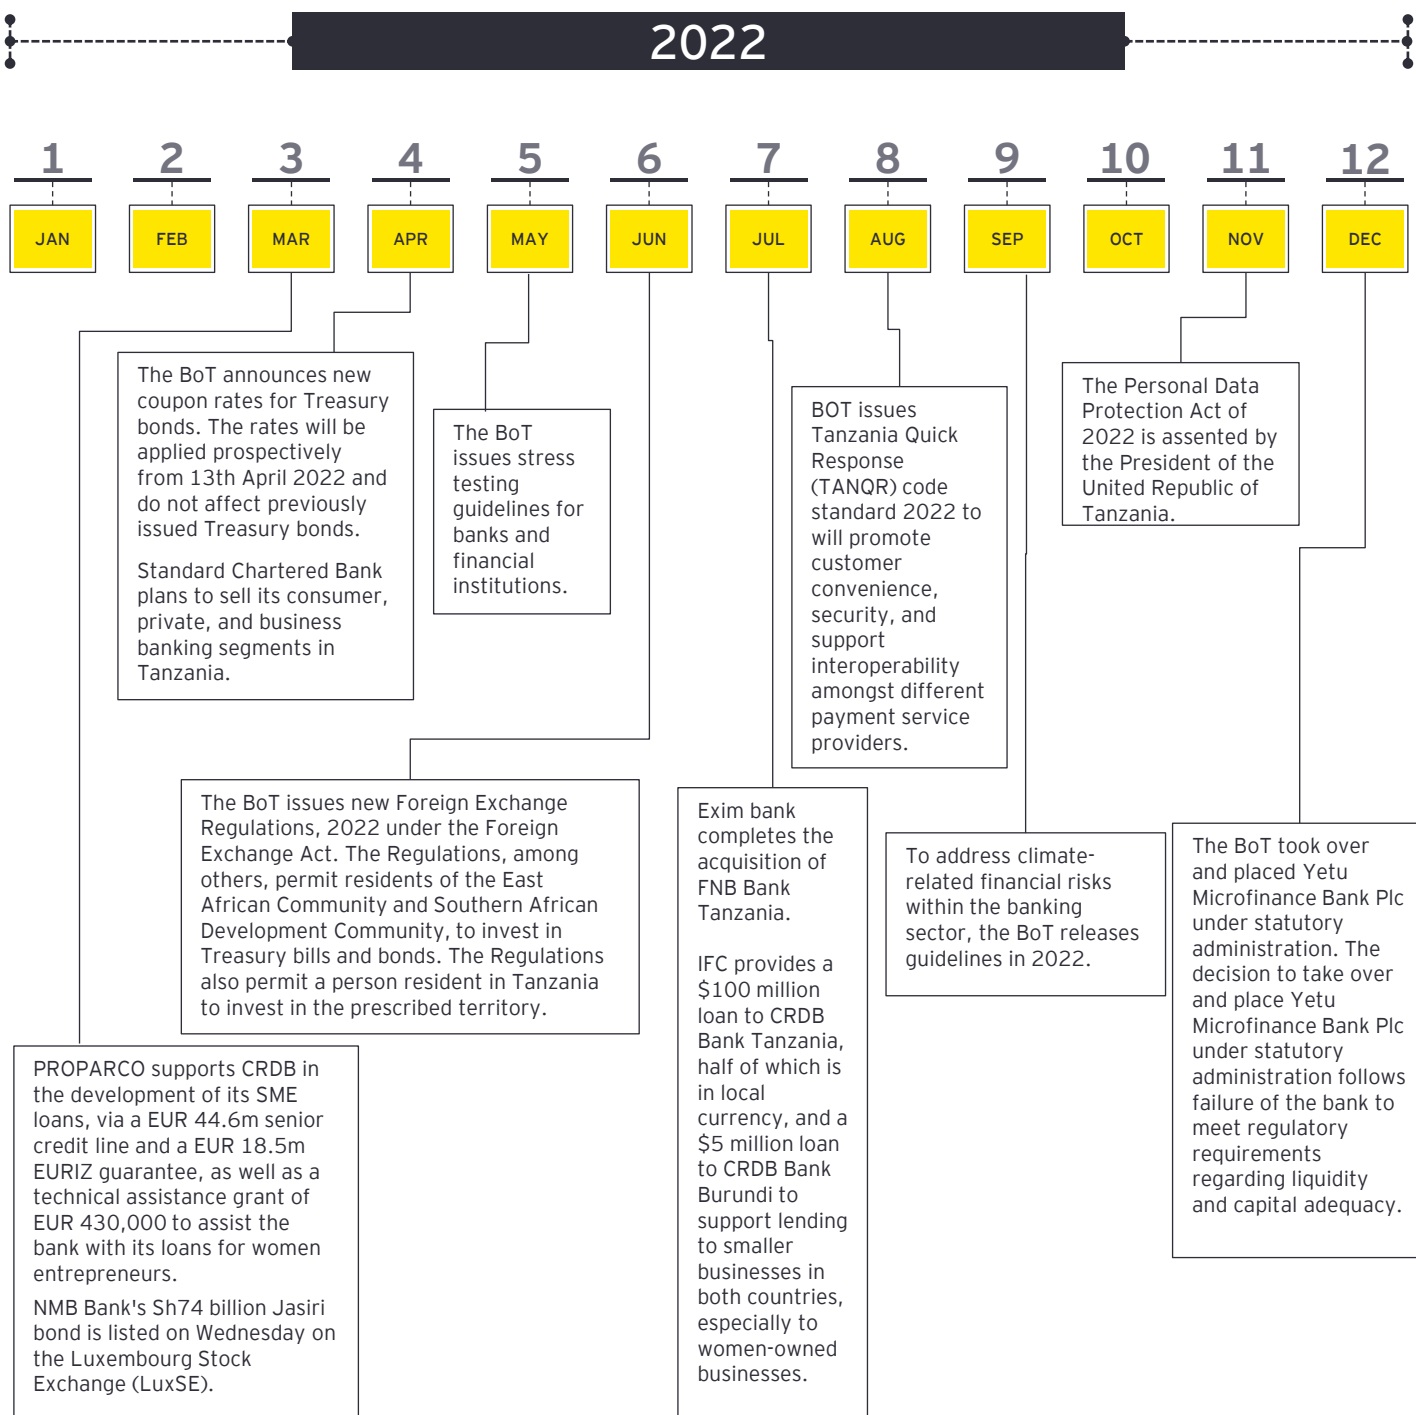 2022
1
2
3
4
5
6
7
8
9
10
11
12
JAN
FEB
MAR
APR
MAY
JUN
JUL
AUG
SEP
OCT
NOV
DEC
The BoT announces new
coupon rates for Treasury
bonds. The rates will be
applied prospectively
from 13th April 2022 and
do not affect previously
issued Treasury bonds.
Standard Chartered Bank
plans to sell its consumer,
private, and business
banking segments in
Tanzania.
The BoT
issues stress
testing
guidelines for
banks and
financial
institutions.
BOT issues
Tanzania Quick
Response
(TANQR) code
standard 2022 to
will promote
customer
convenience,
security, and
support
interoperability
amongst different
payment service
providers.
The Personal Data
Protection Act of
2022 is assented by
the President of the
United Republic of
Tanzania.
The BoT issues new Foreign Exchange
Regulations, 2022 under the Foreign
Exchange Act. The Regulations, among
others, permit residents of the East
African Community and Southern African
Development Community, to invest in
Treasury bills and bonds. The Regulations
also permit a person resident in Tanzania
to invest in the prescribed territory.
Exim bank
completes the
acquisition of
FNB Bank
Tanzania.
IFC provides a
$100 million
loan to CRDB
Bank Tanzania,
half of which is
in local
currency, and a
$5 million loan
to CRDB Bank
Burundi to
support lending
to smaller
businesses in
both countries,
especially to
women-owned
businesses.
To address climate-
related financial risks
within the banking
sector, the BoT releases
guidelines in 2022.
The BoT took over
and placed Yetu
Microfinance Bank Plc
under statutory
administration. The
decision to take over
and place Yetu
Microfinance Bank Plc
under statutory
administration follows
failure of the bank to
meet regulatory
requirements
regarding liquidity
and capital adequacy.
PROPARCO supports CRDB in
the development of its SME
loans, via a EUR 44.6m senior
credit line and a EUR 18.5m
EURIZ guarantee, as well as a
technical assistance grant of
EUR 430,000 to assist the
bank with its loans for women
entrepreneurs.
NMB Bank's Sh74 billion Jasiri
bond is listed on Wednesday on
the Luxembourg Stock
Exchange (LuxSE).